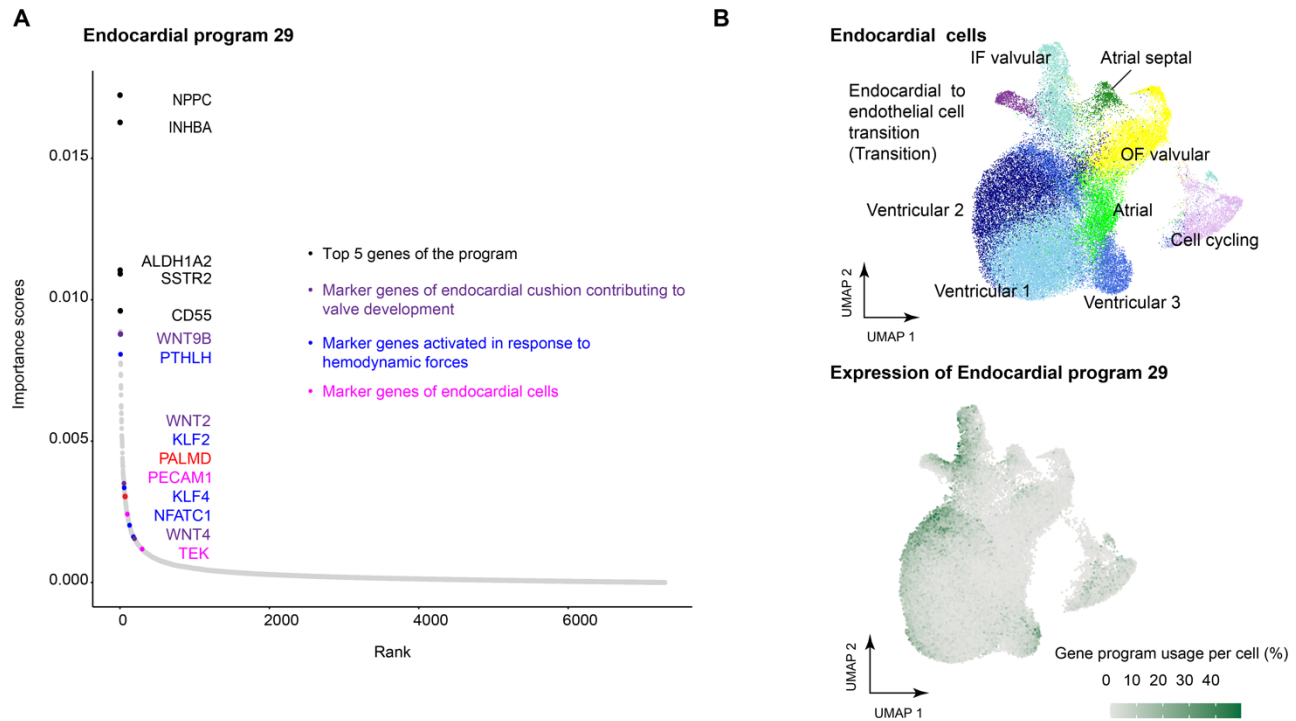 A
Endocardial program 29
NPPC
INHBA
0.015
ALDH1A2
SSTR2
0.010
CD55
WNT9B
PTHLH
WNT2
0.005
KLF2
PALMD
PECAM1
KLF4
NFATC1
WNT4
TEK
0.000
Importance scores
0 2000 4000 6000
Rank
Top 5 genes of the program
Marker genes of endocardial cushion contributing to
valve development
Marker genes activated in response to
hemodynamic forces
Marker genes of endocardial cells
B
Endocardial cells
IF valvular
Atrial septal
Endocardial to
endothelial cell
transition
(Transition)
OF valvular
Ventricular 2
Atrial
Cell cycling
Ventricular 1
Ventricular 3
UMAP 2
UMAP 1
Expression of Endocardial program 29
UMAP 2
UMAP 1
Gene program usage per cell (%)
0 10 20 30 40